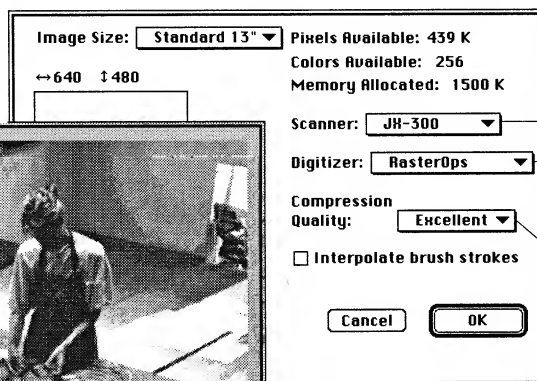 Image Size: Standard 13"
↔640 ↕480
Pixels Available: 439 K
Colors Available: 256
Memory Allocated: 1500 K
Scanner: JX-300
Digitizer: RasterOps
Compression
Quality: Excellent
Interpolate brush strokes
Cancel OK